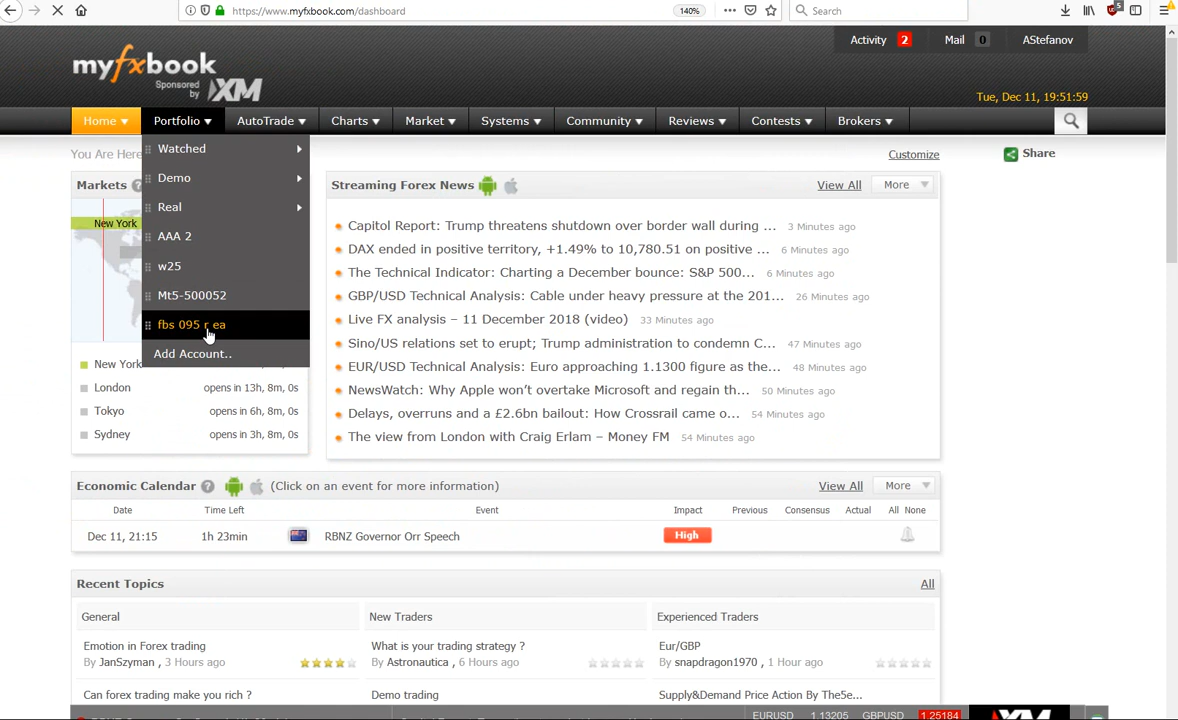 https://www.myfxbook.com/dashboard
140%
Search
5
myfxbook
Sponsored by XM
Activity 2 Mail 0 AStefanov
Tue, Dec 11, 19:51:59
Home Portfolio AutoTrade Charts Market Systems Community Reviews Contests Brokers
You Are Here
Customize
Share
Watched
Demo
Real
AAA 2
w25
Mt5-500052
fbs 095 r ea
Add Account..
Markets
New York
New York
London opens in 13h, 8m, 0s
Tokyo opens in 6h, 8m, 0s
Sydney opens in 3h, 8m, 0s
Streaming Forex News View All More
Capitol Report: Trump threatens shutdown over border wall during ... 3 Minutes ago
DAX ended in positive territory, +1.49% to 10,780.51 on positive ... 6 Minutes ago
The Technical Indicator: Charting a December bounce: S&P 500... 6 Minutes ago
GBP/USD Technical Analysis: Cable under heavy pressure at the 201... 26 Minutes ago
Live FX analysis – 11 December 2018 (video) 33 Minutes ago
Sino/US relations set to erupt; Trump administration to condemn C... 47 Minutes ago
EUR/USD Technical Analysis: Euro approaching 1.1300 figure as the... 48 Minutes ago
NewsWatch: Why Apple won't overtake Microsoft and regain th... 50 Minutes ago
Delays, overruns and a £2.6bn bailout: How Crossrail came o... 54 Minutes ago
The view from London with Craig Erlam – Money FM 54 Minutes ago
Economic Calendar ? (Click on an event for more information) View All More
Date Time Left Event Impact Previous Consensus Actual All None
Dec 11, 21:15 1h 23min RBNZ Governor Orr Speech High
Recent Topics All
General New Traders Experienced Traders
Emotion in Forex trading What is your trading strategy ? Eur/GBP
By JanSzyman , 3 Hours ago By Astronautica , 6 Hours ago By snapdragon1970 , 1 Hour ago
Can forex trading make you rich ? Demo trading Supply&Demand Price Action By The5e...
EURUSD 1.13205 GBPUSD 1.25184 XM